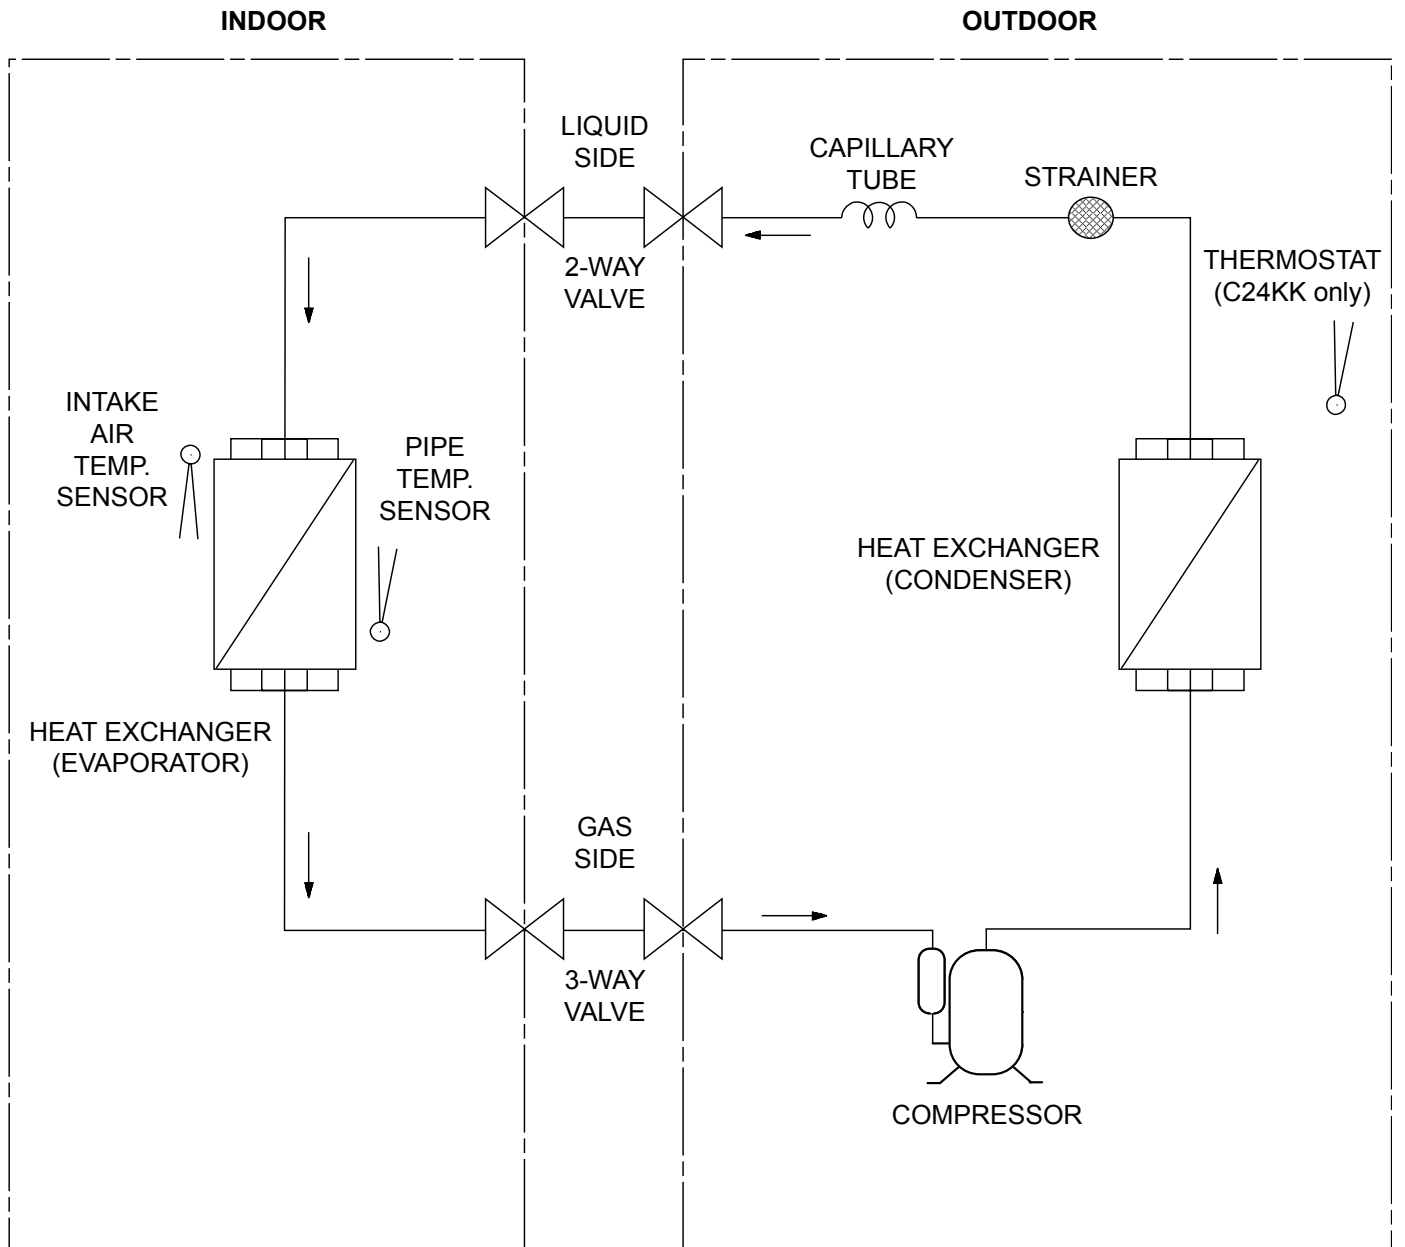 INDOOR
OUTDOOR
LIQUID
SIDE
CAPILLARY
TUBE
STRAINER
2-WAY
VALVE
THERMOSTAT
(C24KK only)
INTAKE
AIR
TEMP.
SENSOR
PIPE
TEMP.
SENSOR
HEAT EXCHANGER
(CONDENSER)
HEAT EXCHANGER
(EVAPORATOR)
GAS
SIDE
3-WAY
VALVE
COMPRESSOR